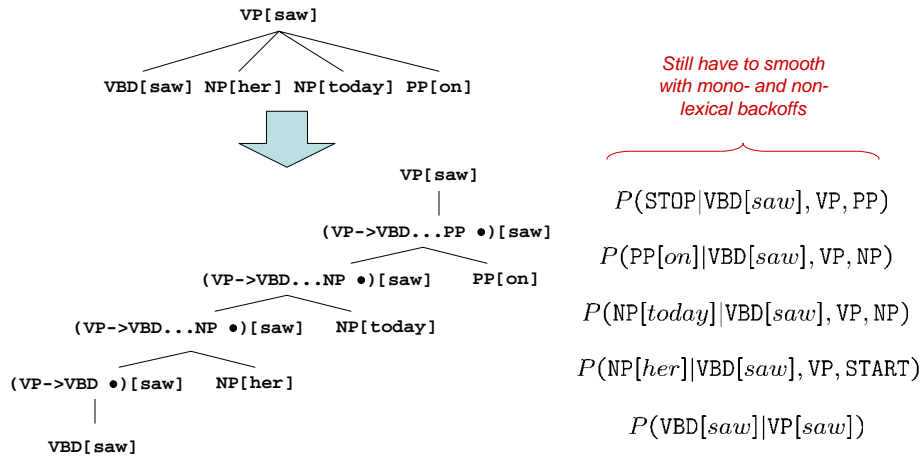 VP[saw]
VBD[saw] NP[her] NP[today] PP[on]
VP[saw]
(VP->VBD...PP •)[saw]
(VP->VBD...NP •)[saw] PP[on]
(VP->VBD...NP •)[saw] NP[today]
(VP->VBD •)[saw] NP[her]
VBD[saw]
Still have to smooth
with mono- and non-
lexical backoffs
P(STOP|VBD[saw], VP, PP)
P(PP[on]|VBD[saw], VP, NP)
P(NP[today]|VBD[saw], VP, NP)
P(NP[her]|VBD[saw], VP, START)
P(VBD[saw]|VP[saw])